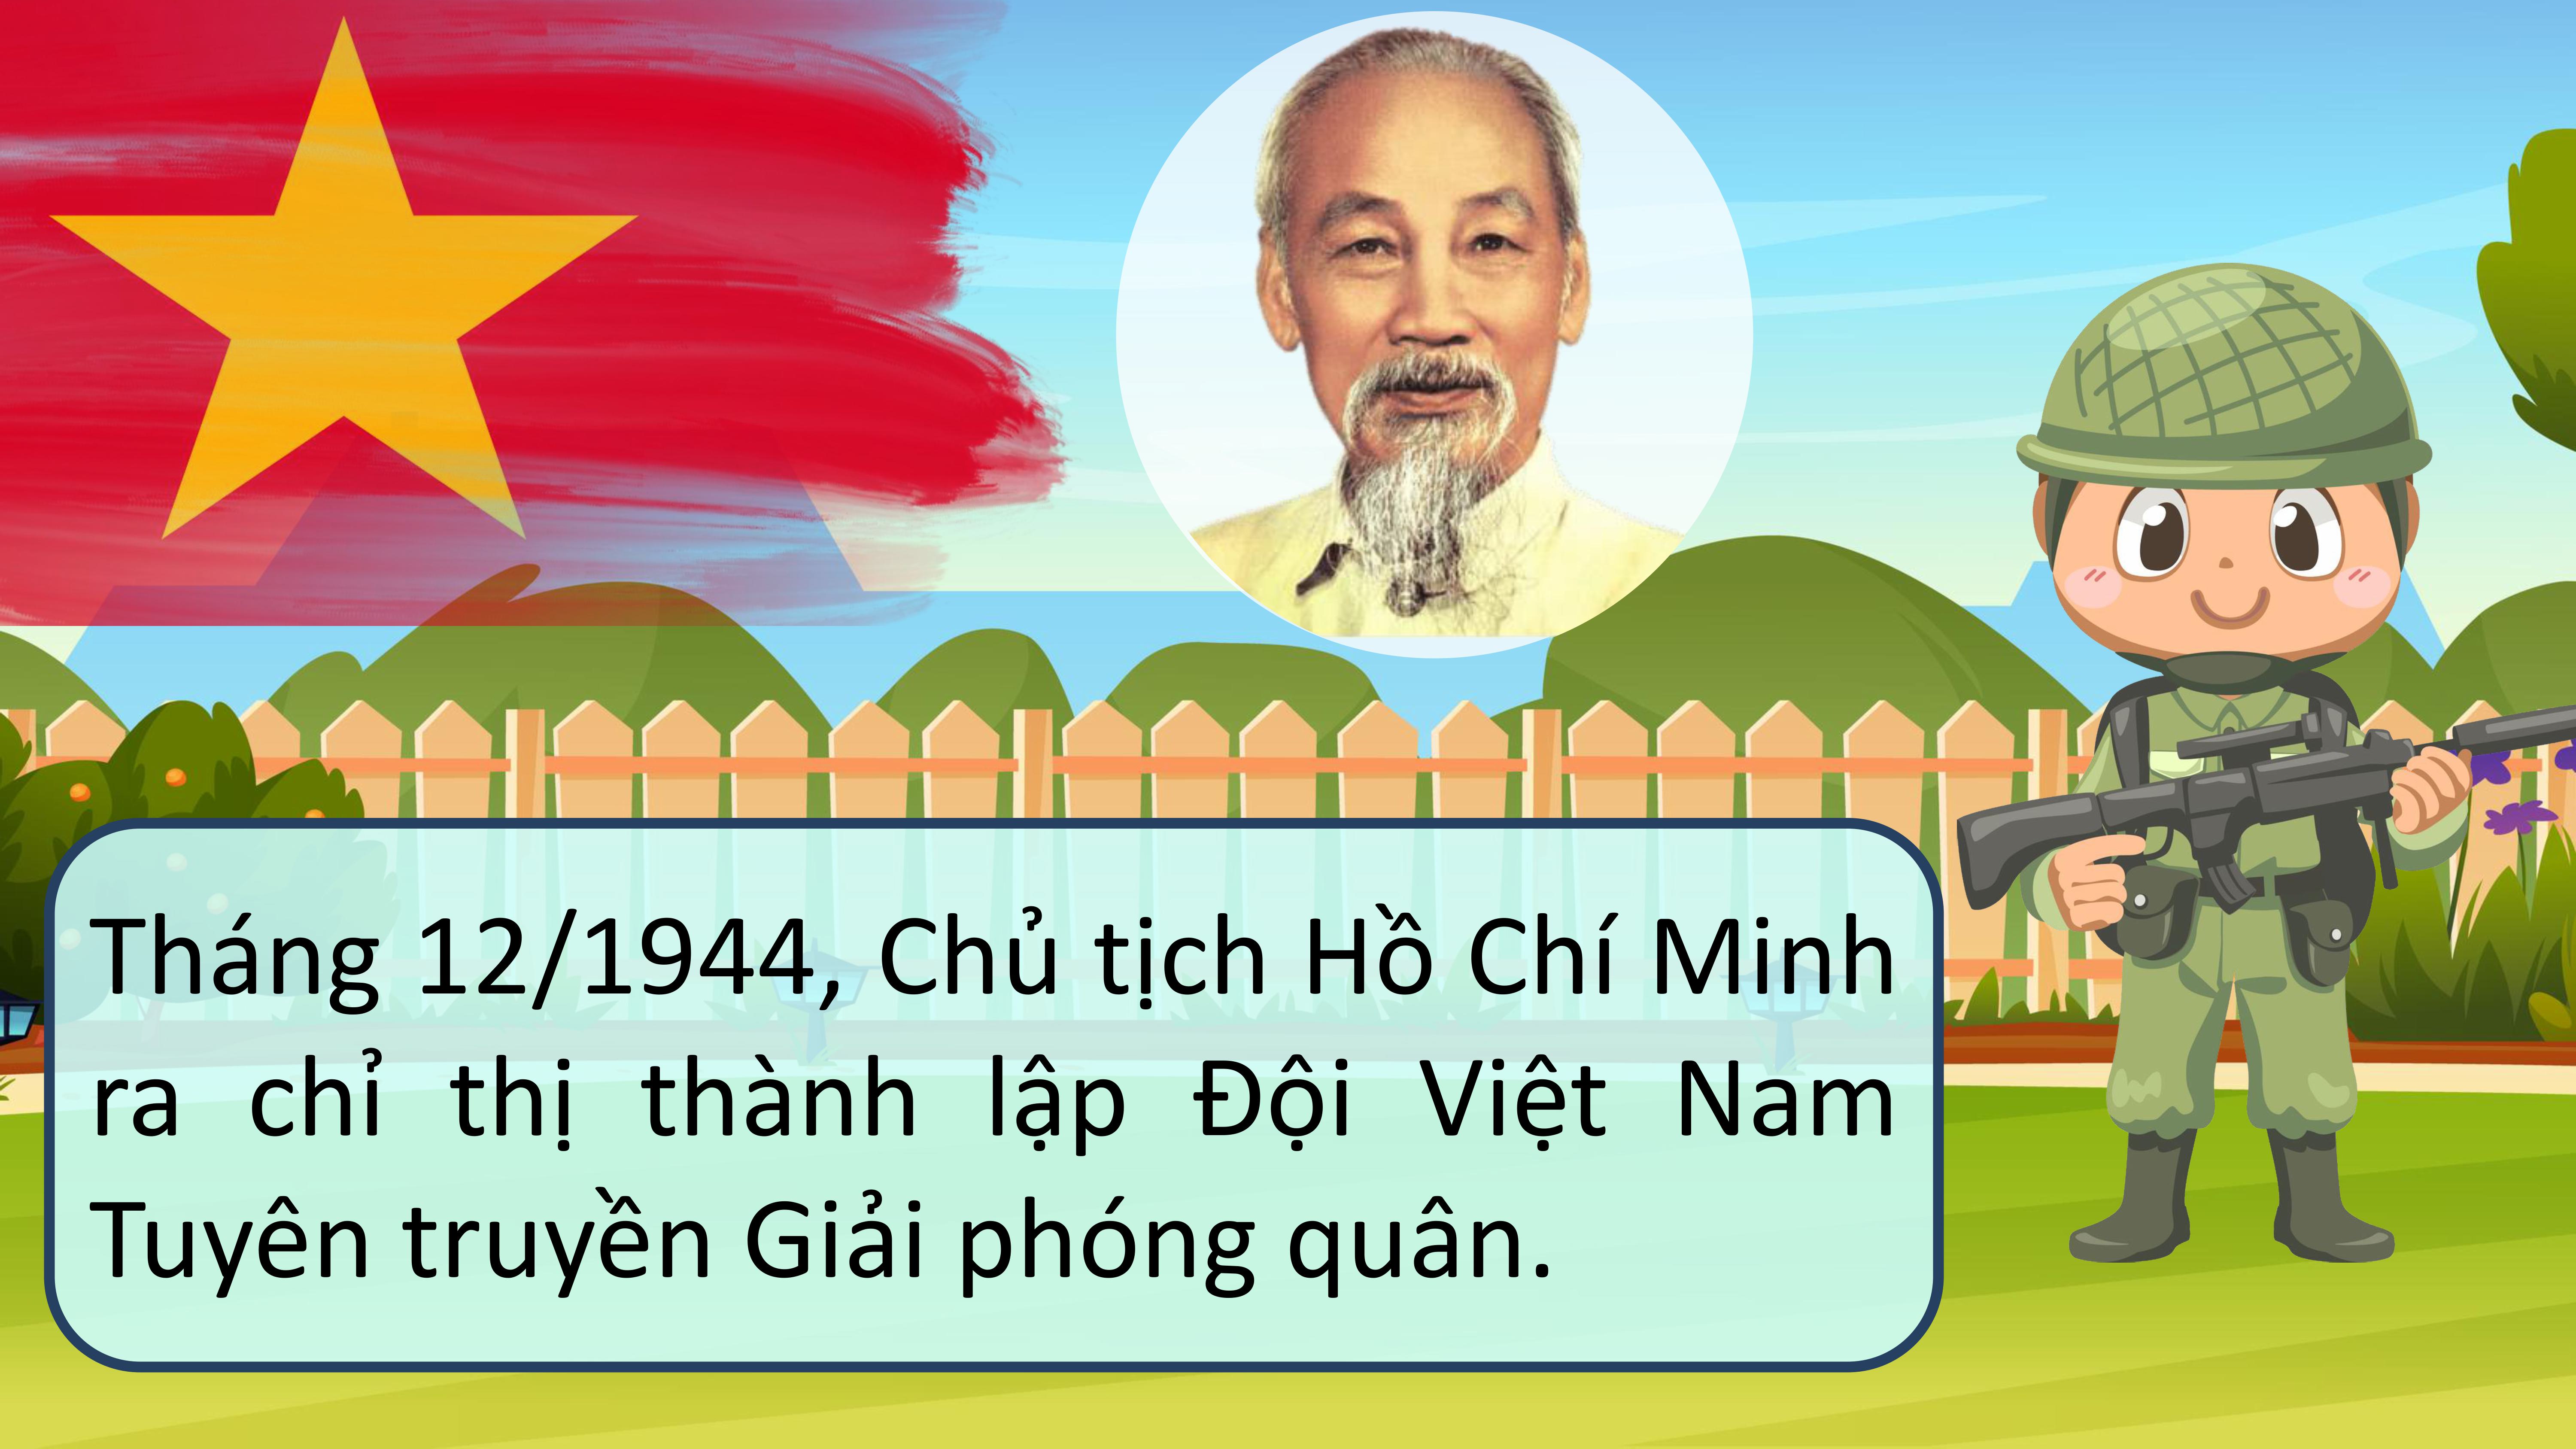 Tháng 12/1944, Chủ tịch Hồ Chí Minh
ra chỉ thị thành lập Đội Việt Nam
Tuyên truyền Giải phóng quân.